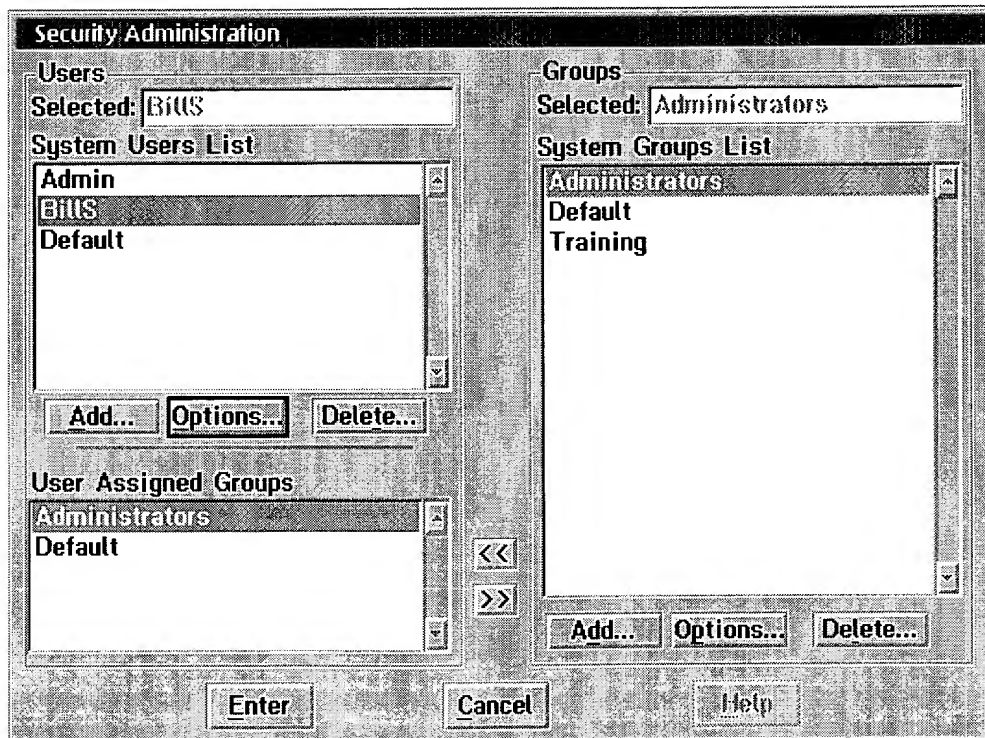 Security Administration
Users
Selected: BillS
System Users List
Admin
BillS
Default
Add... Options... Delete...
User Assigned Groups
Administrators
Default
<<
>>
Groups
Selected: Administrators
System Groups List
Administrators
Default
Training
Add... Options... Delete...
Enter Cancel Help